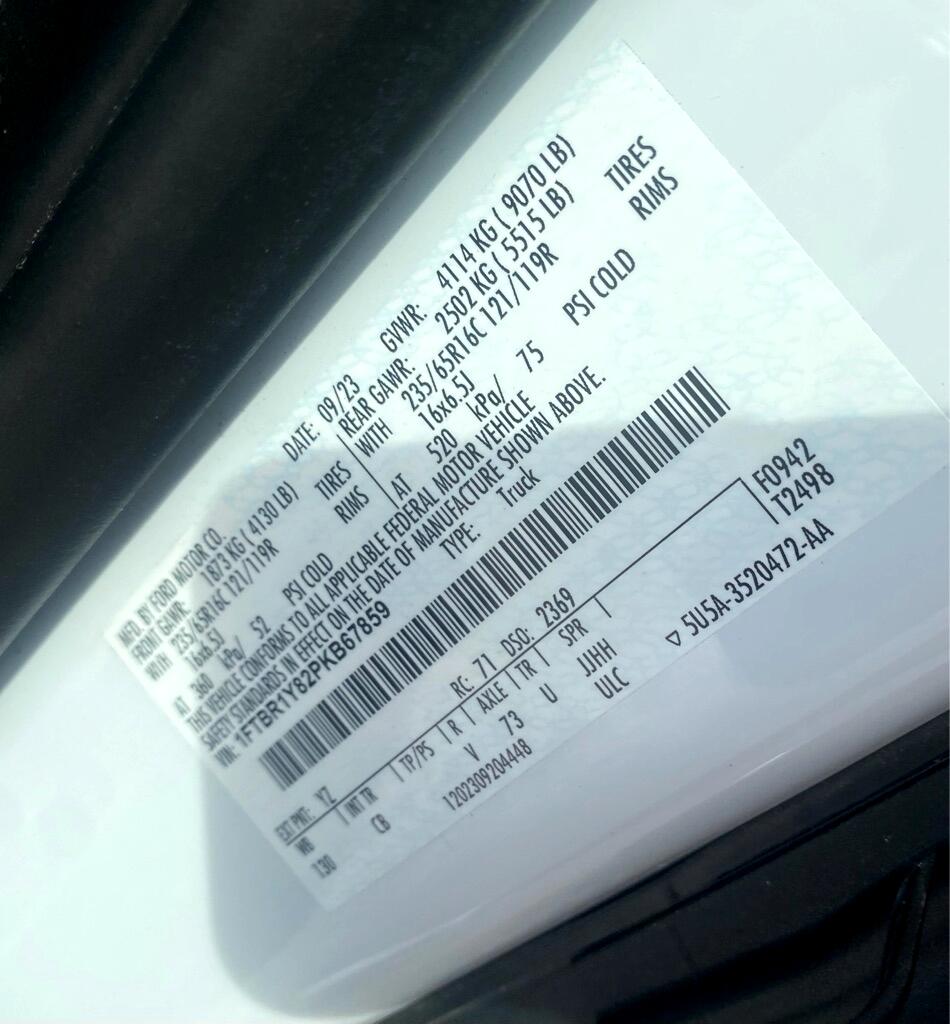 MFD. BY FORD MOTOR CO.
DATE: 09/23 GVWR: 4114 KG ( 9070 LB)
FRONT GAWR: 1873 KG ( 4130 LB) REAR GAWR: 2502 KG ( 5515 LB)
WITH 235/65R16C 121/119R TIRES WITH 235/65R16C 121/119R TIRES
16x6.5J RIMS 16x6.5J RIMS
AT 360 kPa/ 52 PSI COLD AT 520 kPa/ 75 PSI COLD
THIS VEHICLE CONFORMS TO ALL APPLICABLE FEDERAL MOTOR VEHICLE
SAFETY STANDARDS IN EFFECT ON THE DATE OF MANUFACTURE SHOWN ABOVE.
VIN: 1FTBR1Y82PKB67859 TYPE: Truck
EXT PNT: YZ RC: 71 DSO: 2369 F0942
WB INT TR TP/PS R AXLE TR SPR T2498
130 CB V 73 U JJHH
1202309204448 ULC ▽ 5U5A-3520472-AA